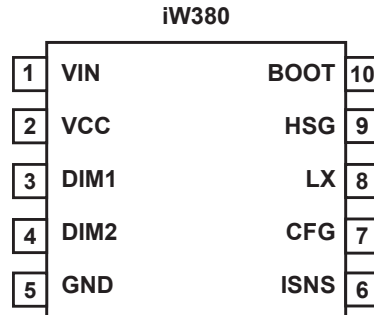 iW380
1 VIN BOOT 10
2 VCC HSG 9
3 DIM1 LX 8
4 DIM2 CFG 7
5 GND ISNS 6